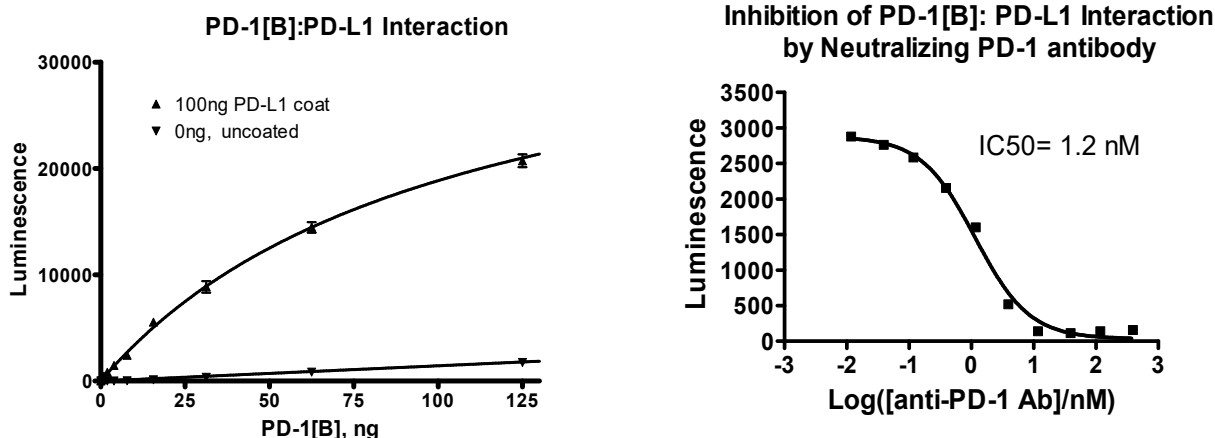 PD-1[B]:PD-L1 Interaction
30000
20000
10000
0
Luminescence
▲ 100ng PD-L1 coat
▼ 0ng, uncoated
0 25 50 75 100 125
PD-1[B], ng
Inhibition of PD-1[B]: PD-L1 Interaction
by Neutralizing PD-1 antibody
3500
3000
2500
2000
1500
1000
500
0
Luminescence
IC50= 1.2 nM
-3 -2 -1 0 1 2 3
Log([anti-PD-1 Ab]/nM)